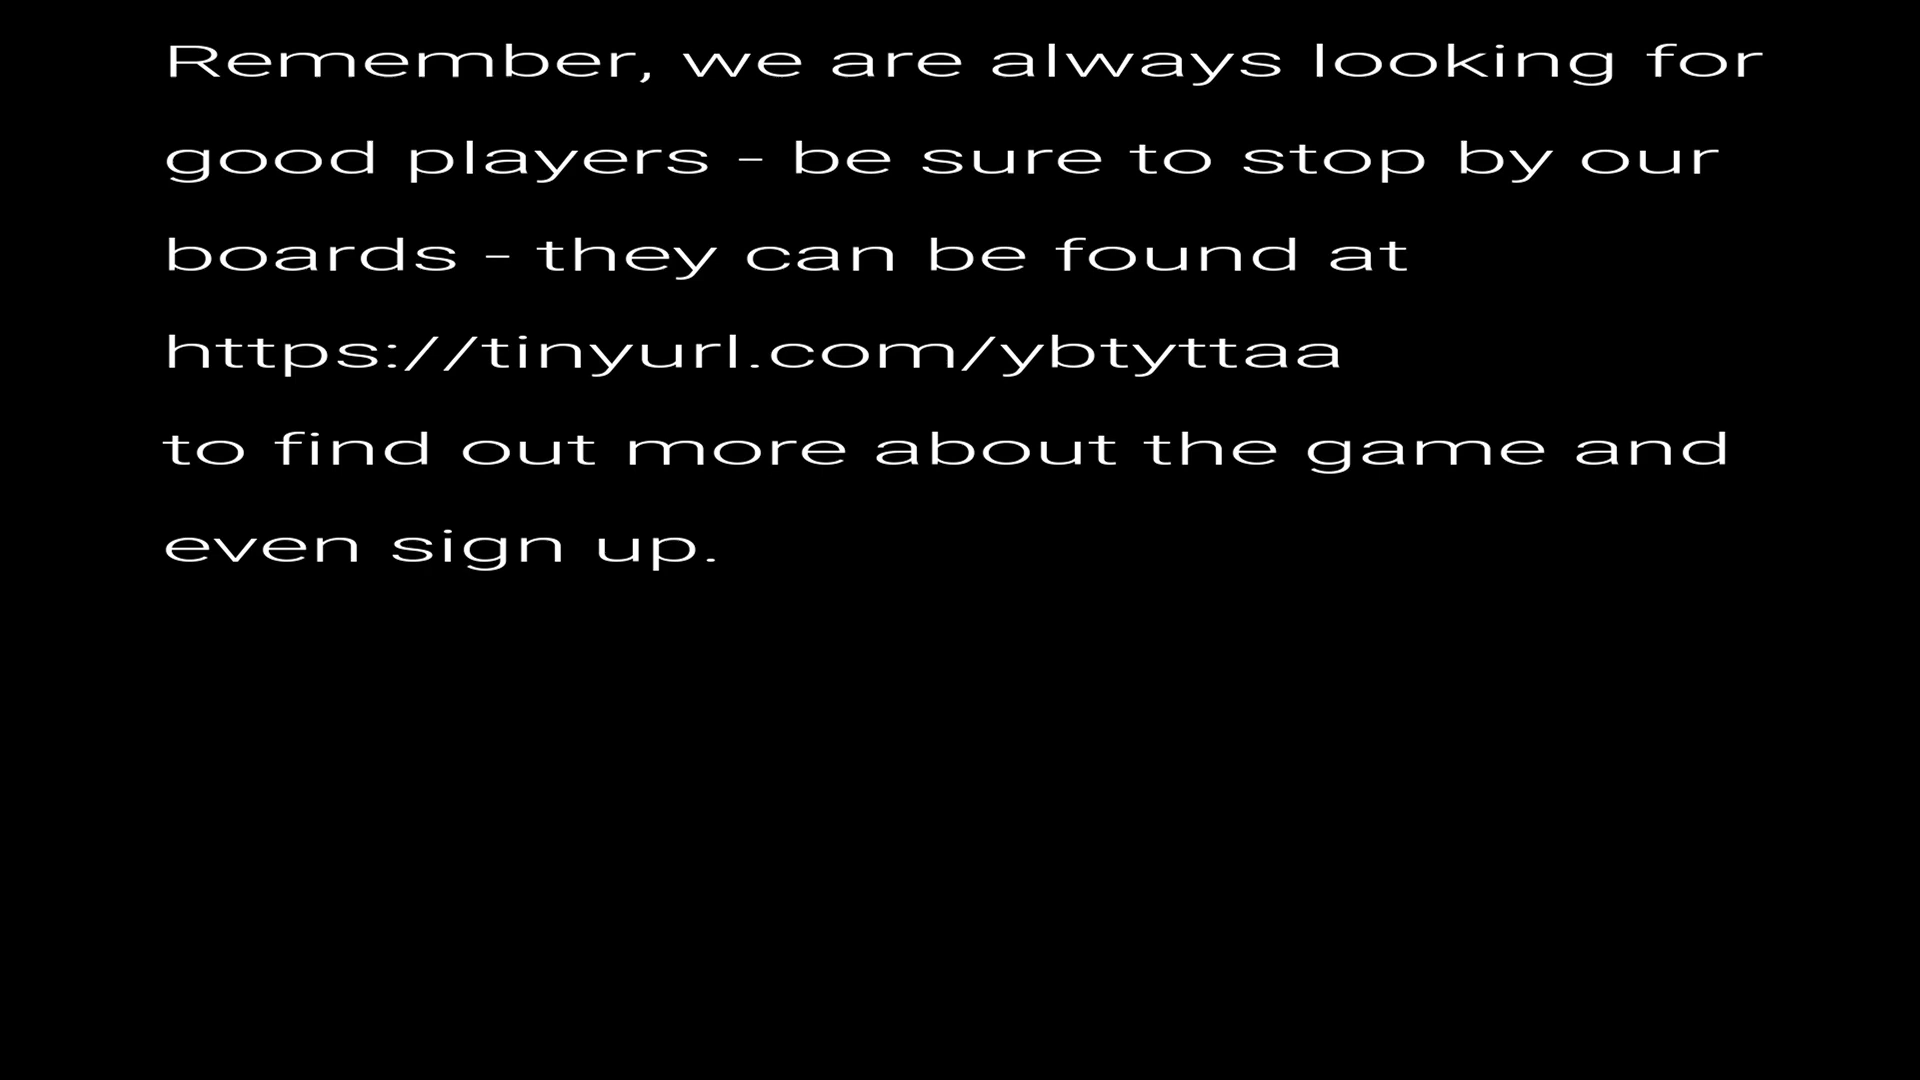 Remember, we are always looking for
good players - be sure to stop by our
boards - they can be found at
https://tinyurl.com/ybtyttaa
to find out more about the game and
even sign up.